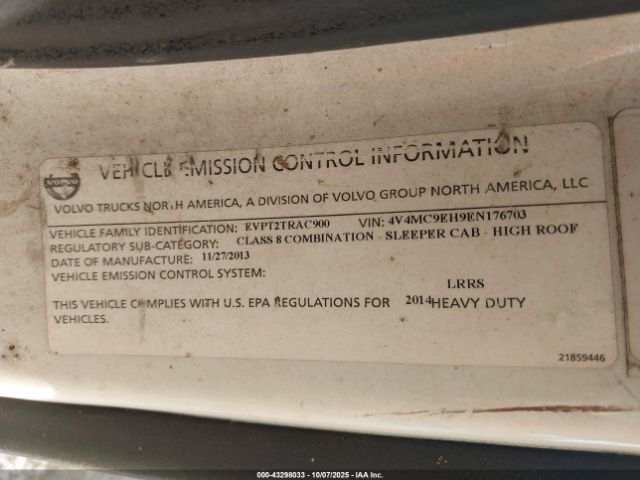 VOLVO
VEHICLE EMISSION CONTROL INFORMATION
VOLVO TRUCKS NORTH AMERICA, A DIVISION OF VOLVO GROUP NORTH AMERICA, LLC
VEHICLE FAMILY IDENTIFICATION: EVPT2TRAC900 VIN: 4V4MC9EH9EN176703
REGULATORY SUB-CATEGORY: CLASS 8 COMBINATION - SLEEPER CAB - HIGH ROOF
DATE OF MANUFACTURE: 11/27/2013
VEHICLE EMISSION CONTROL SYSTEM:
LRRS
THIS VEHICLE COMPLIES WITH U.S. EPA REGULATIONS FOR 2014 HEAVY DUTY
VEHICLES.
21859446
© COPYRIGHT - 43298033 - 10/07/2025 - IAA Inc.